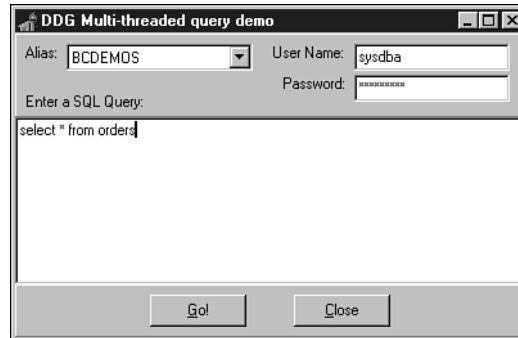 DDG Multi-threaded query demo
Alias: BCDEMOS
User Name: sysdba
Password: *********
Enter a SQL Query:
select * from orders
Go!
Close